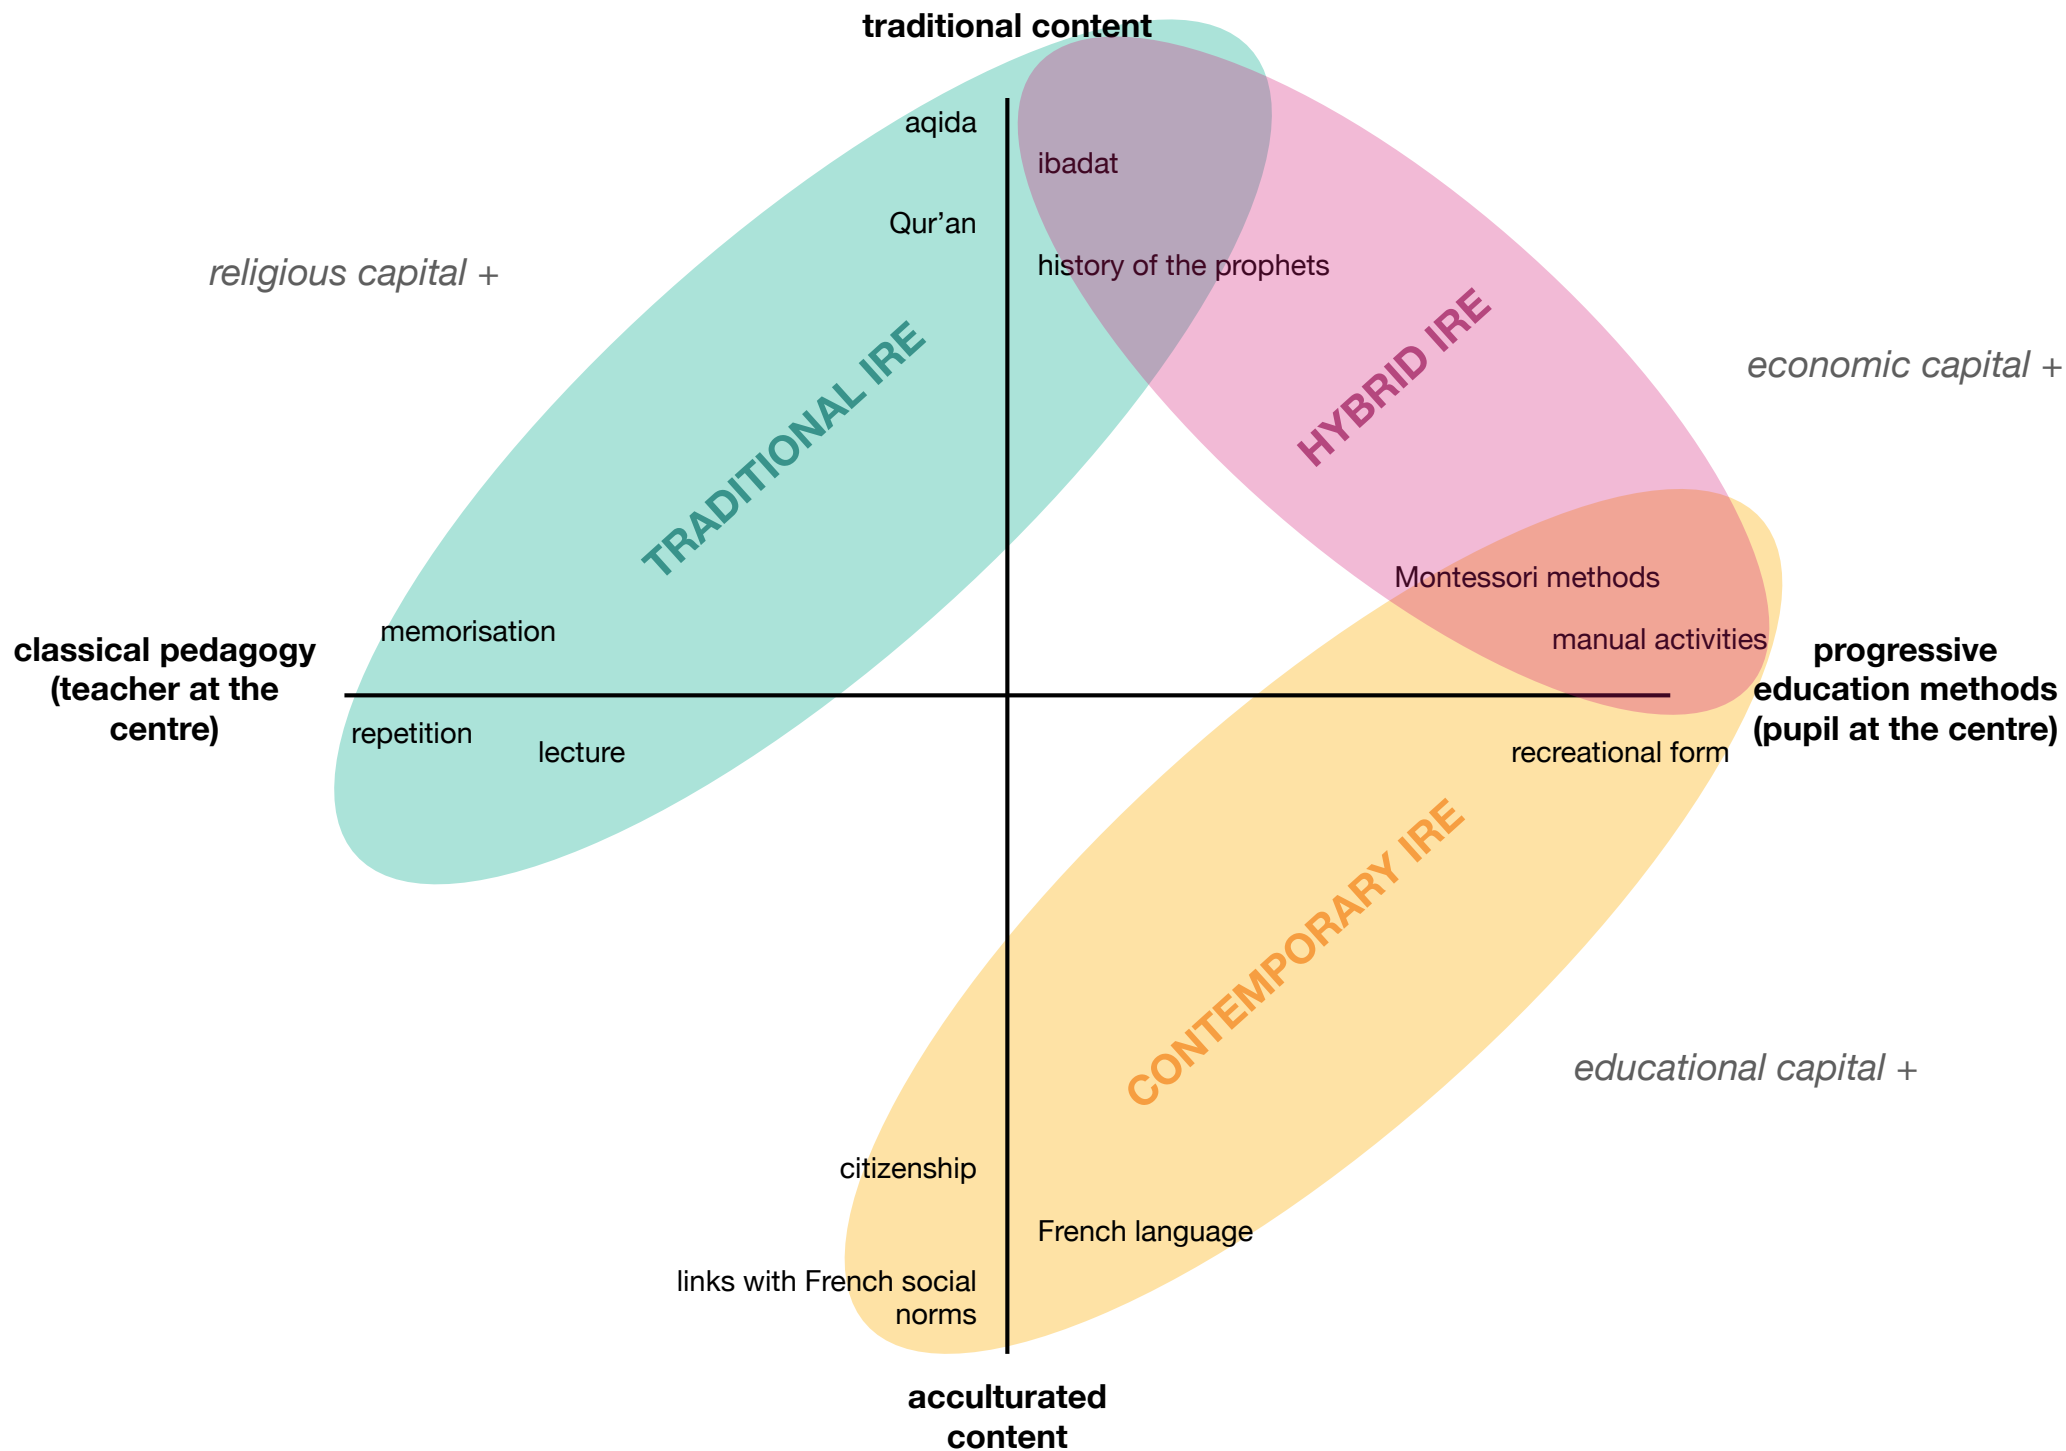 traditional content
aqida
ibadat
Qur’an
history of the prophets
religious capital +
TRADITIONAL IRE
HYBRID IRE
economic capital +
Montessori methods
memorisation
manual activities
classical pedagogy
(teacher at the
centre)
progressive
education methods
(pupil at the centre)
repetition
lecture
recreational form
CONTEMPORARY IRE
educational capital +
citizenship
French language
links with French social
norms
acculturated
content